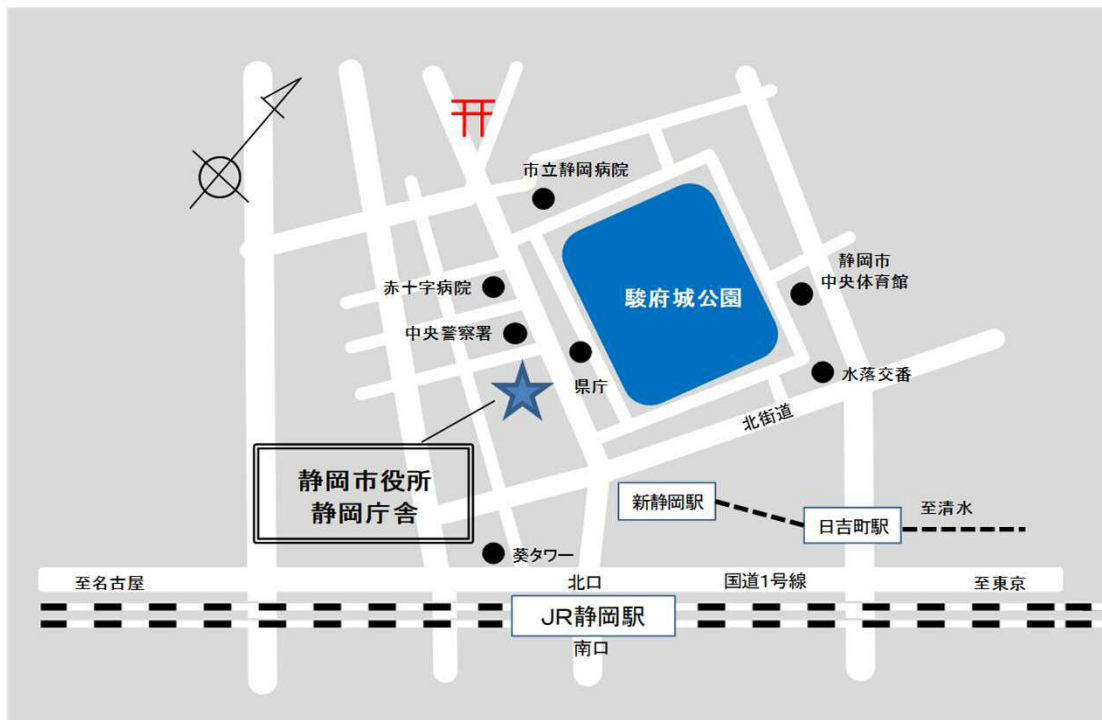 市立静岡病院
静岡市
中央体育館
赤十字病院
駿府城公園
中央警察署
県庁
水落交番
北街道
静岡市役所
静岡庁舎
新静岡駅
至清水
日吉町駅
葵タワー
至名古屋
北口
国道1号線
至東京
JR静岡駅
南口